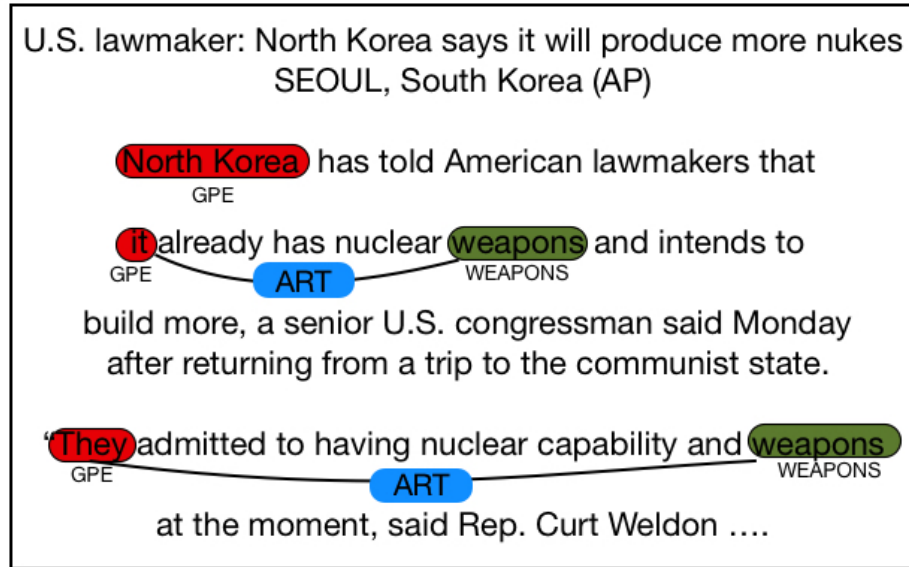 U.S. lawmaker: North Korea says it will produce more nukes
SEOUL, South Korea (AP)
North Korea has told American lawmakers that
GPE
it already has nuclear weapons and intends to
GPE ART WEAPONS
build more, a senior U.S. congressman said Monday
after returning from a trip to the communist state.
“They admitted to having nuclear capability and weapons
GPE ART WEAPONS
at the moment, said Rep. Curt Weldon ....